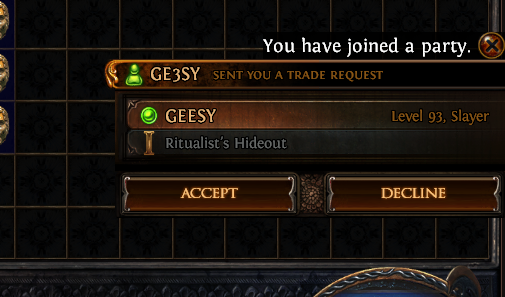 You have joined a party.
GE3SY SENT YOU A TRADE REQUEST
GEESY Level 93, Slayer
Ritualist's Hideout
ACCEPT DECLINE